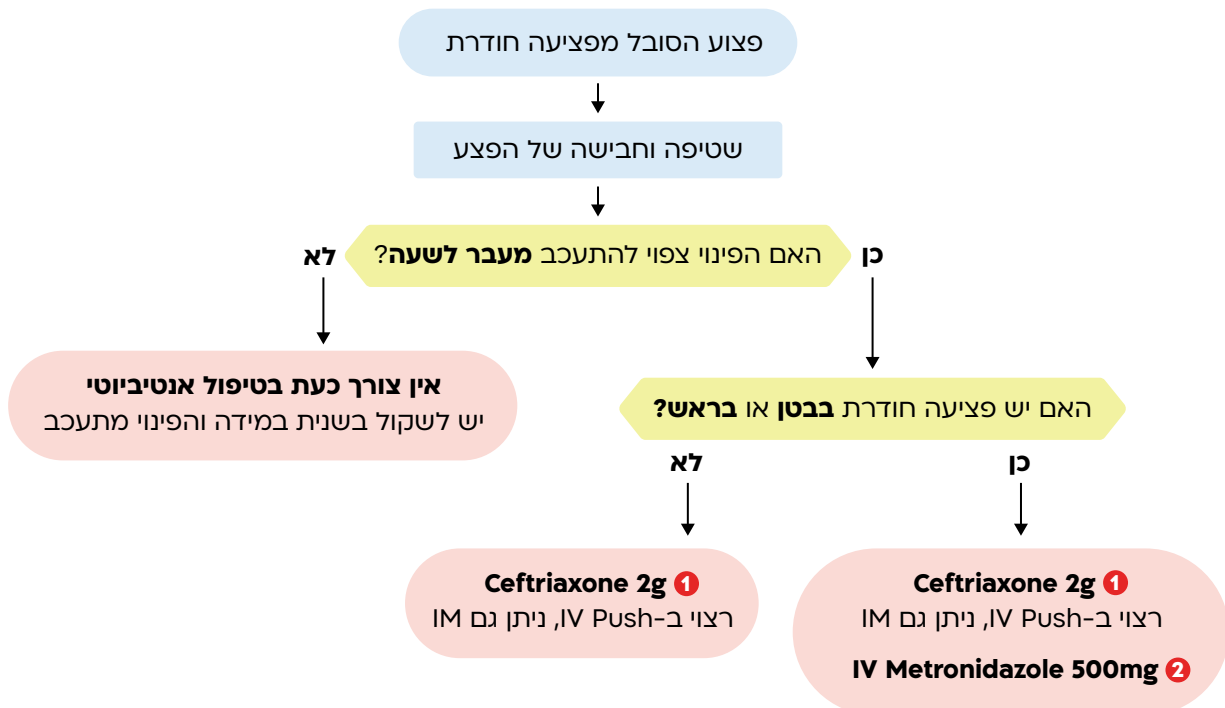 פצוע הסובל מפציעה חודרת
שטיפה וחבישה של הפצע
האם הפינוי צפוי להתעכב מעבר לשעה?
כן
לא
אין צורך כעת בטיפול אנטיביוטי
יש לשקול בשנית במידה והפינוי מתעכב
האם יש פציעה חודרת בבטן או בראש?
כן
לא
1 Ceftriaxone 2g
רצוי ב-IV Push, ניתן גם IM
2 IV Metronidazole 500mg
1 Ceftriaxone 2g
רצוי ב-IV Push, ניתן גם IM